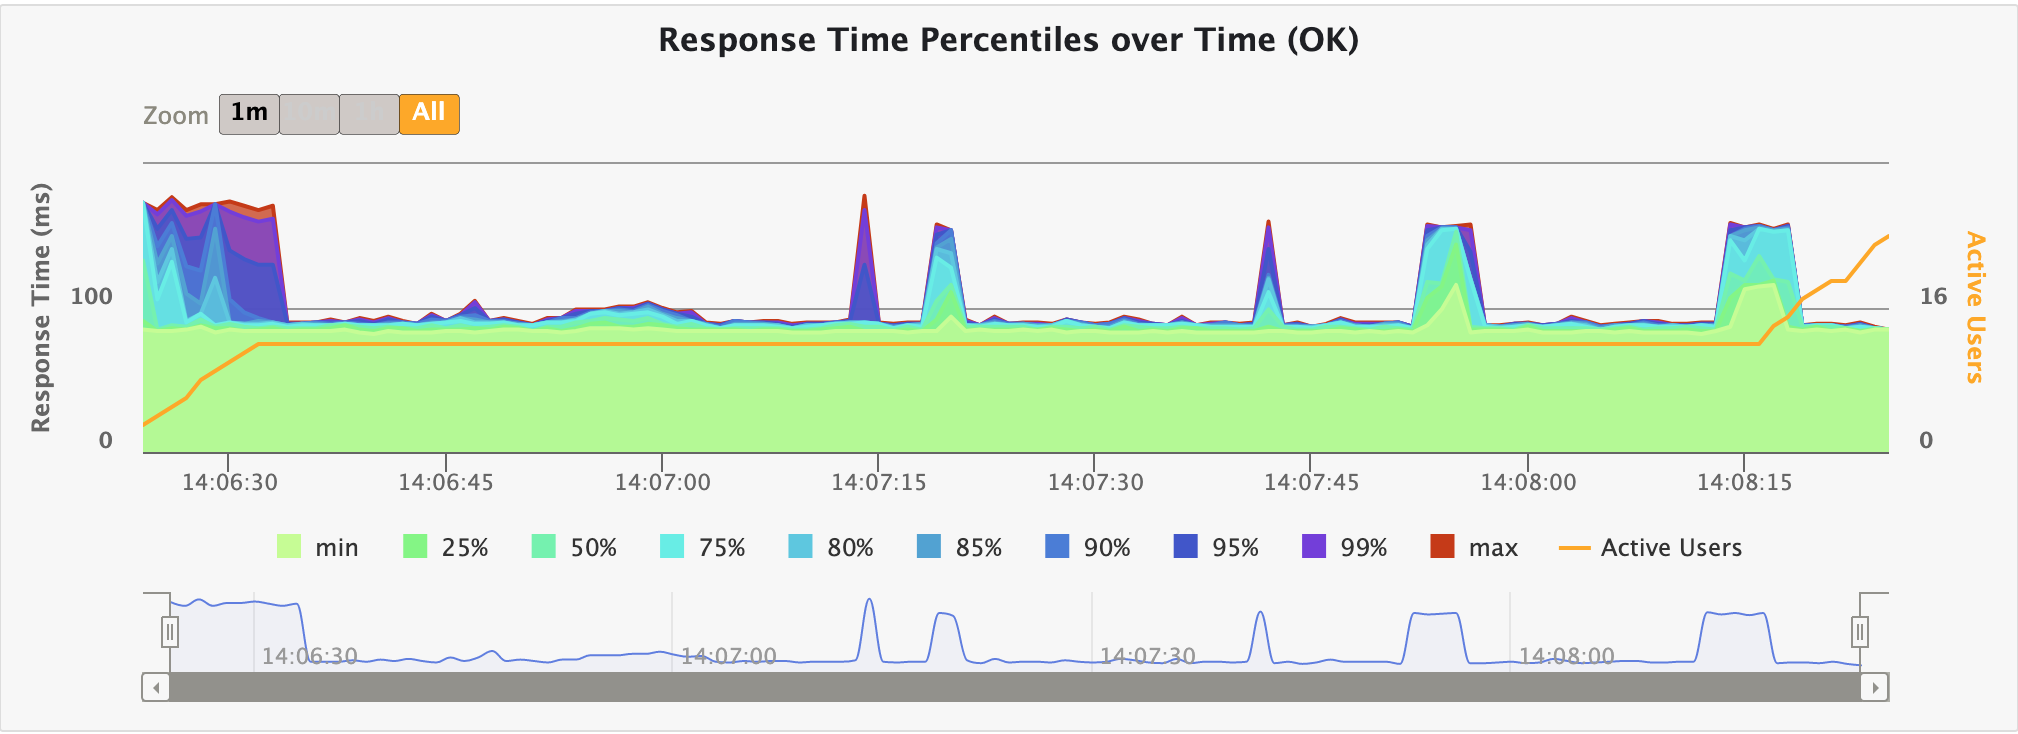 Response Time Percentiles over Time (OK)
Zoom 1m 10m 1h All
Response Time (ms)
100
0
16
0
Active Users
14:06:30 14:06:45 14:07:00 14:07:15 14:07:30 14:07:45 14:08:00 14:08:15
min 25% 50% 75% 80% 85% 90% 95% 99% max Active Users
14:06:30 14:07:00 14:07:30 14:08:00